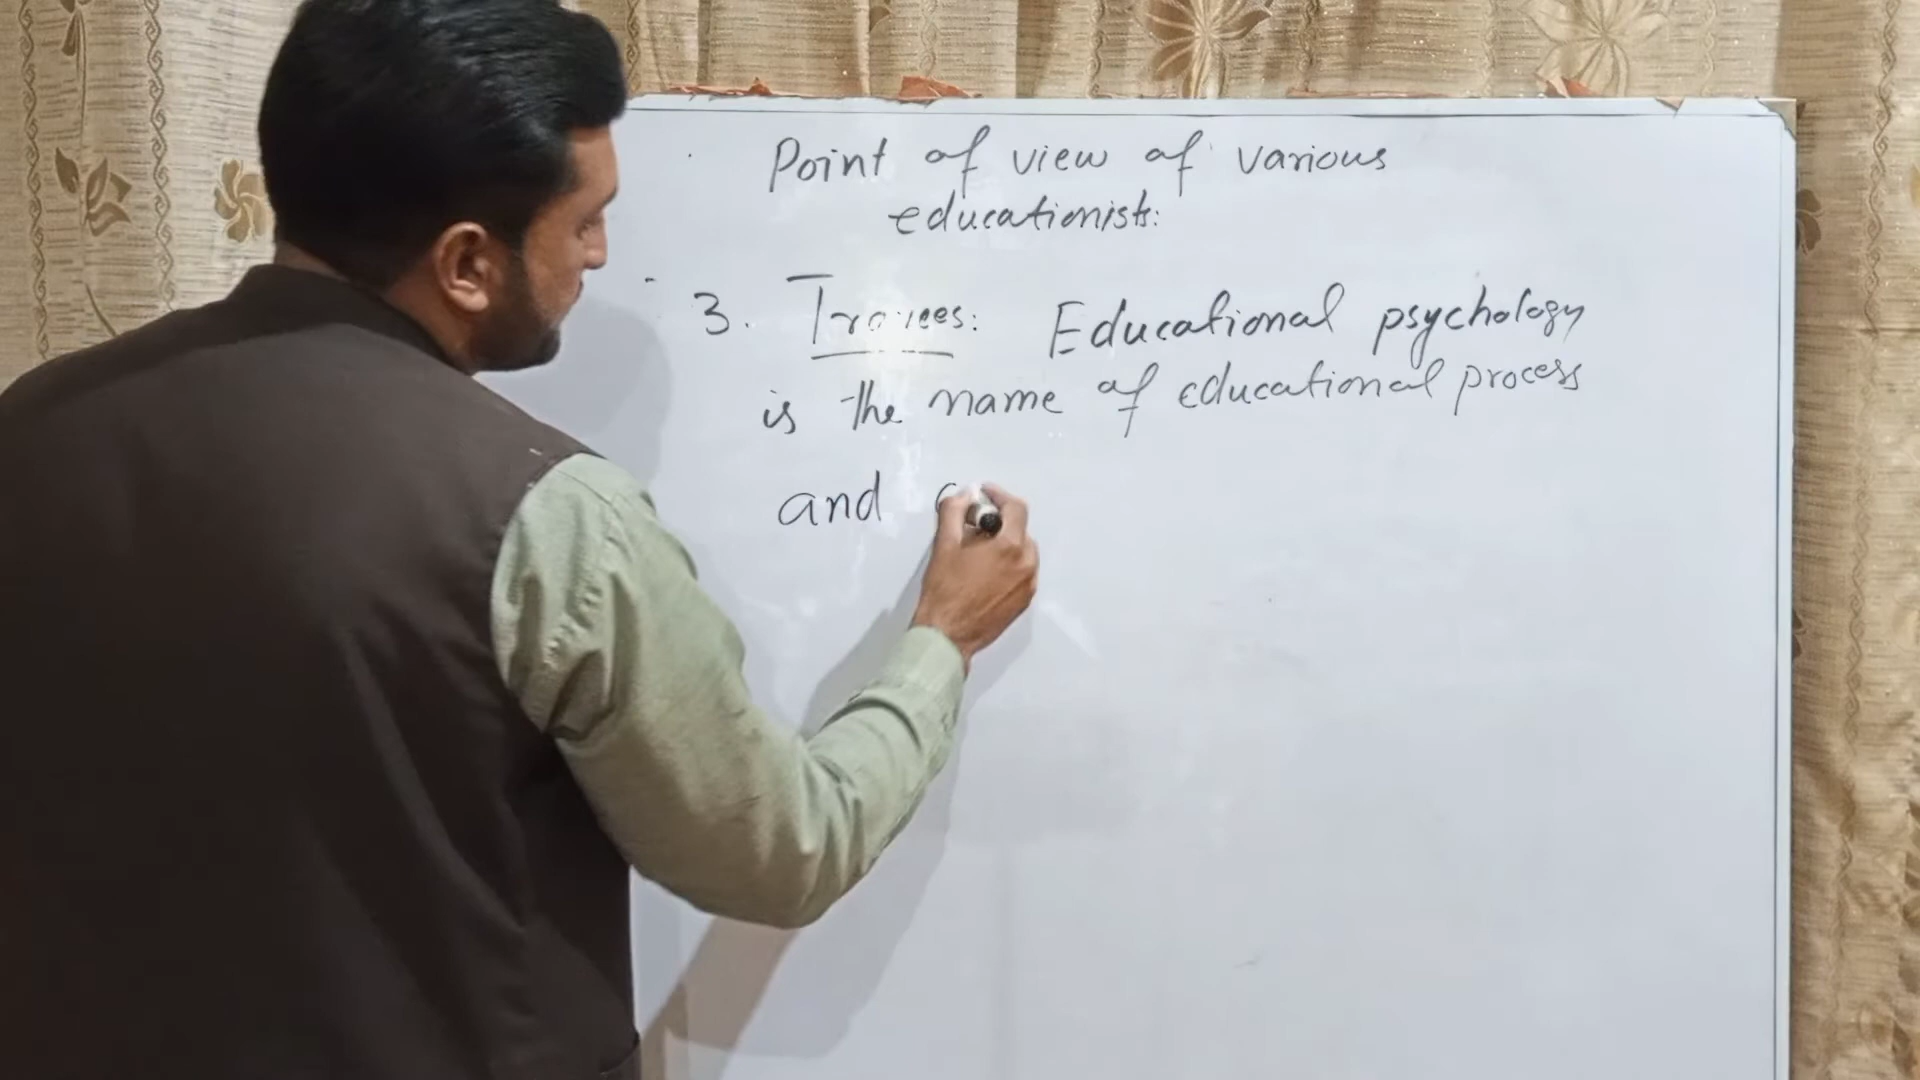 Point of view of various
educationists:
3. Educational psychology
is the name of educational process
and